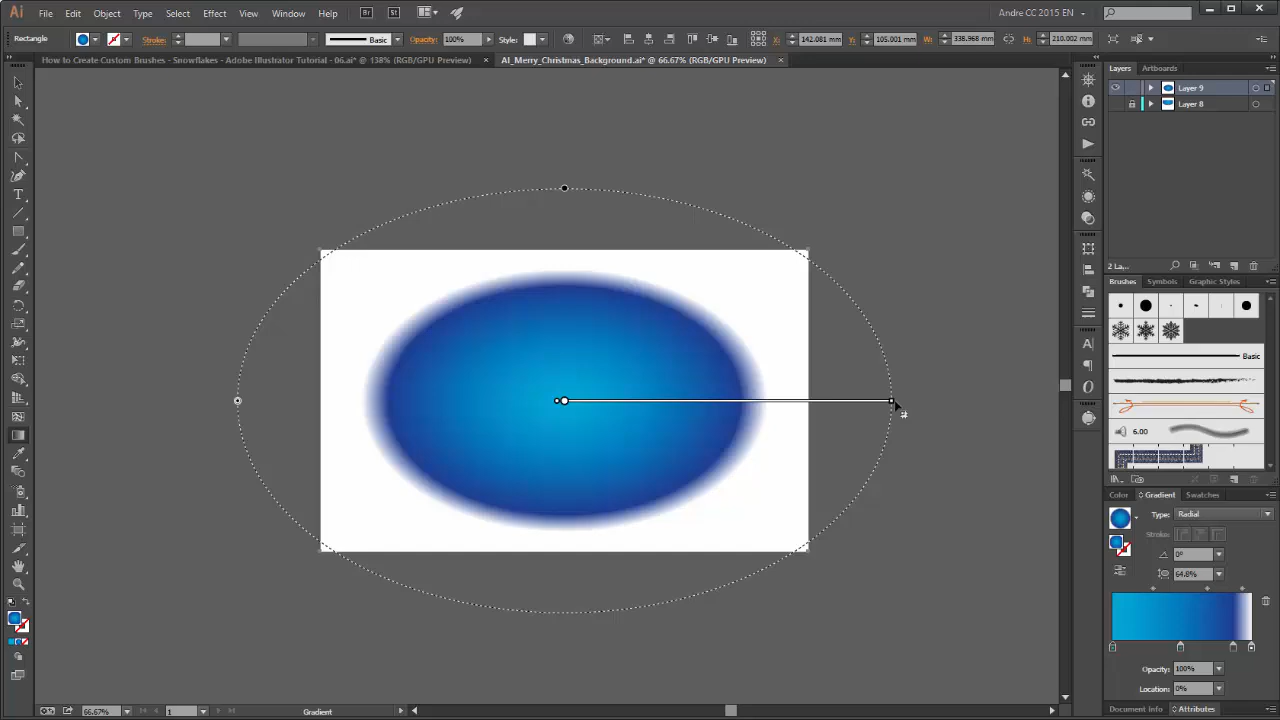 Ai File Edit Object Type Select Effect View Window Help Br St Andre CC 2015 EN
Rectangle Stroke: Basic Opacity: 100% Style: X: 142.081 mm Y: 105.001 mm W: 338.968 mm H: 210.002 mm
How to Create Custom Brushes - Snowflakes - Adobe Illustrator Tutorial - 06.ai* @ 138% (RGB/GPU Preview) × AI_Merry_Christmas_Background.ai* @ 66.67% (RGB/GPU Preview) ×
Layers Artboards
Layer 9
Layer 8
2 La...
Brushes Symbols Graphic Styles
Basic
6.00
Color Gradient Swatches
Type: Radial
Stroke:
0°
64.8%
Opacity: 100%
Location: 0%
66.67% 1 Gradient
Document Info Attributes